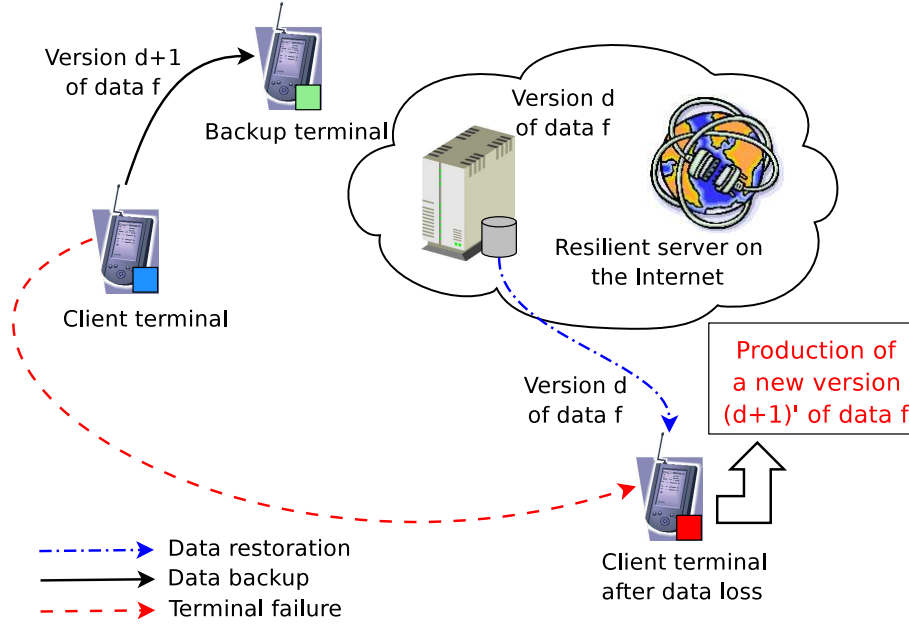 Version d+1
of data f
Backup terminal
Client terminal
Version d
of data f
Resilient server on
the Internet
Version d
of data f
Production of
a new version
(d+1)' of data f
Client terminal
after data loss
Data restoration
Data backup
Terminal failure